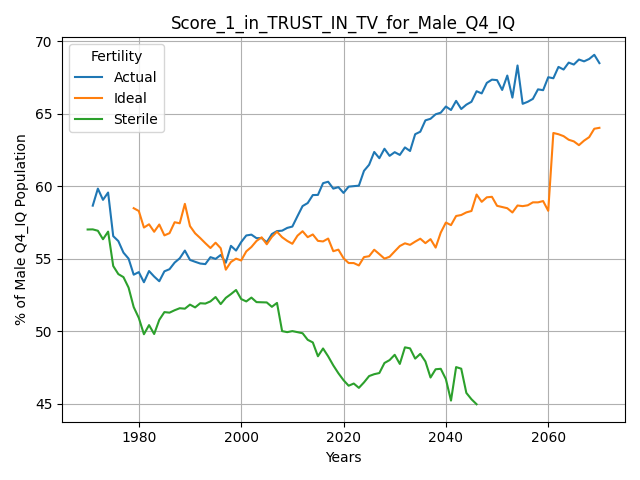 Score_1_in_TRUST_IN_TV_for_Male_Q4_IQ
Fertility
Actual
Ideal
Sterile
% of Male Q4_IQ Population
70
65
60
55
50
45
1980
2000
2020
2040
2060
Years